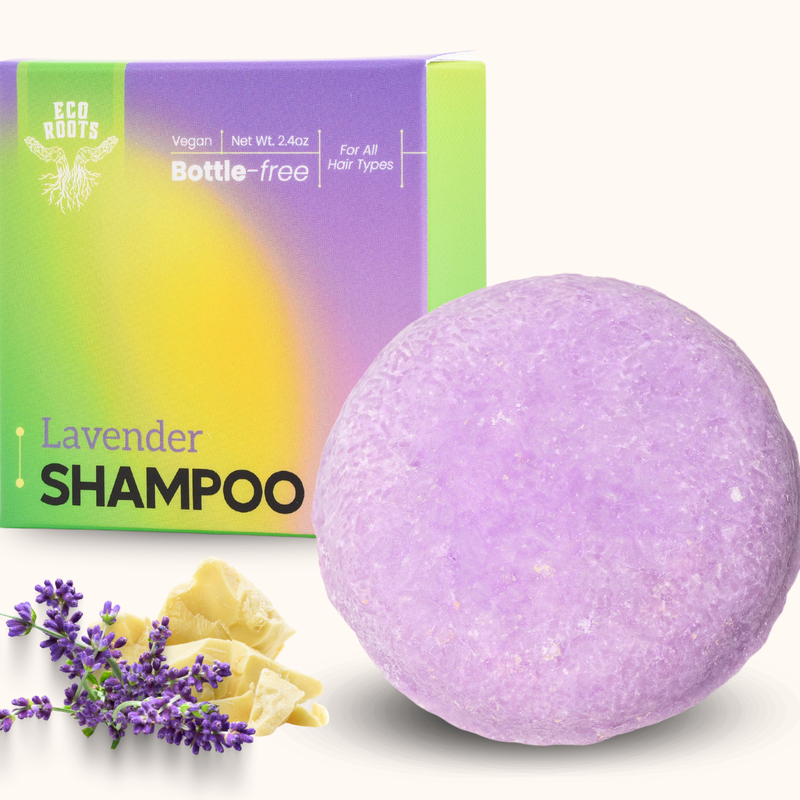 ECO
ROOTS
Vegan
Net Wt. 2.4oz
Bottle-free
For All
Hair Types
Lavender
SHAMPOO